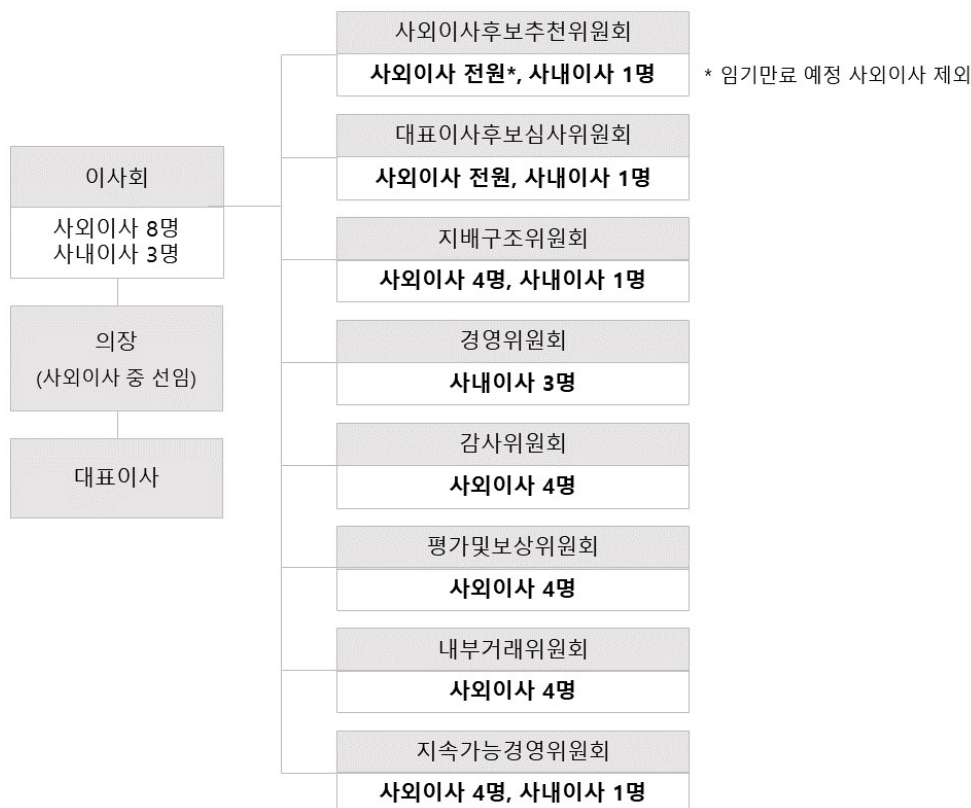 이사회
사외이사 8명
사내이사 3명
의장
(사외이사 중 선임)
대표이사
사외이사후보추천위원회
사외이사 전원*, 사내이사 1명
* 임기만료 예정 사외이사 제외
대표이사후보심사위원회
사외이사 전원, 사내이사 1명
지배구조위원회
사외이사 4명, 사내이사 1명
경영위원회
사내이사 3명
감사위원회
사외이사 4명
평가및보상위원회
사외이사 4명
내부거래위원회
사외이사 4명
지속가능경영위원회
사외이사 4명, 사내이사 1명